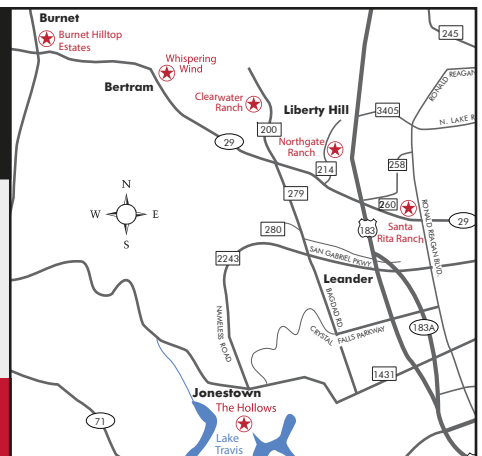 Burnet
Burnet Hilltop
Estates
245
Whispering
Wind
RONALD REAGAN
Bertram
Clearwater
Ranch
Liberty Hill
3405
N. LAKE
200
29
Northgate
Ranch
258
214
279
260
N
W E
S
Santa
Rita Ranch
29
183
280
RONALD REAGAN BLVD.
SAN GABRIEL PKWY.
2243
Leander
BAGDAD RD.
NAMELESS ROAD
CRYSTAL FALLS PARKWAY
183A
1431
Jonestown
The Hollows
71
Lake
Travis